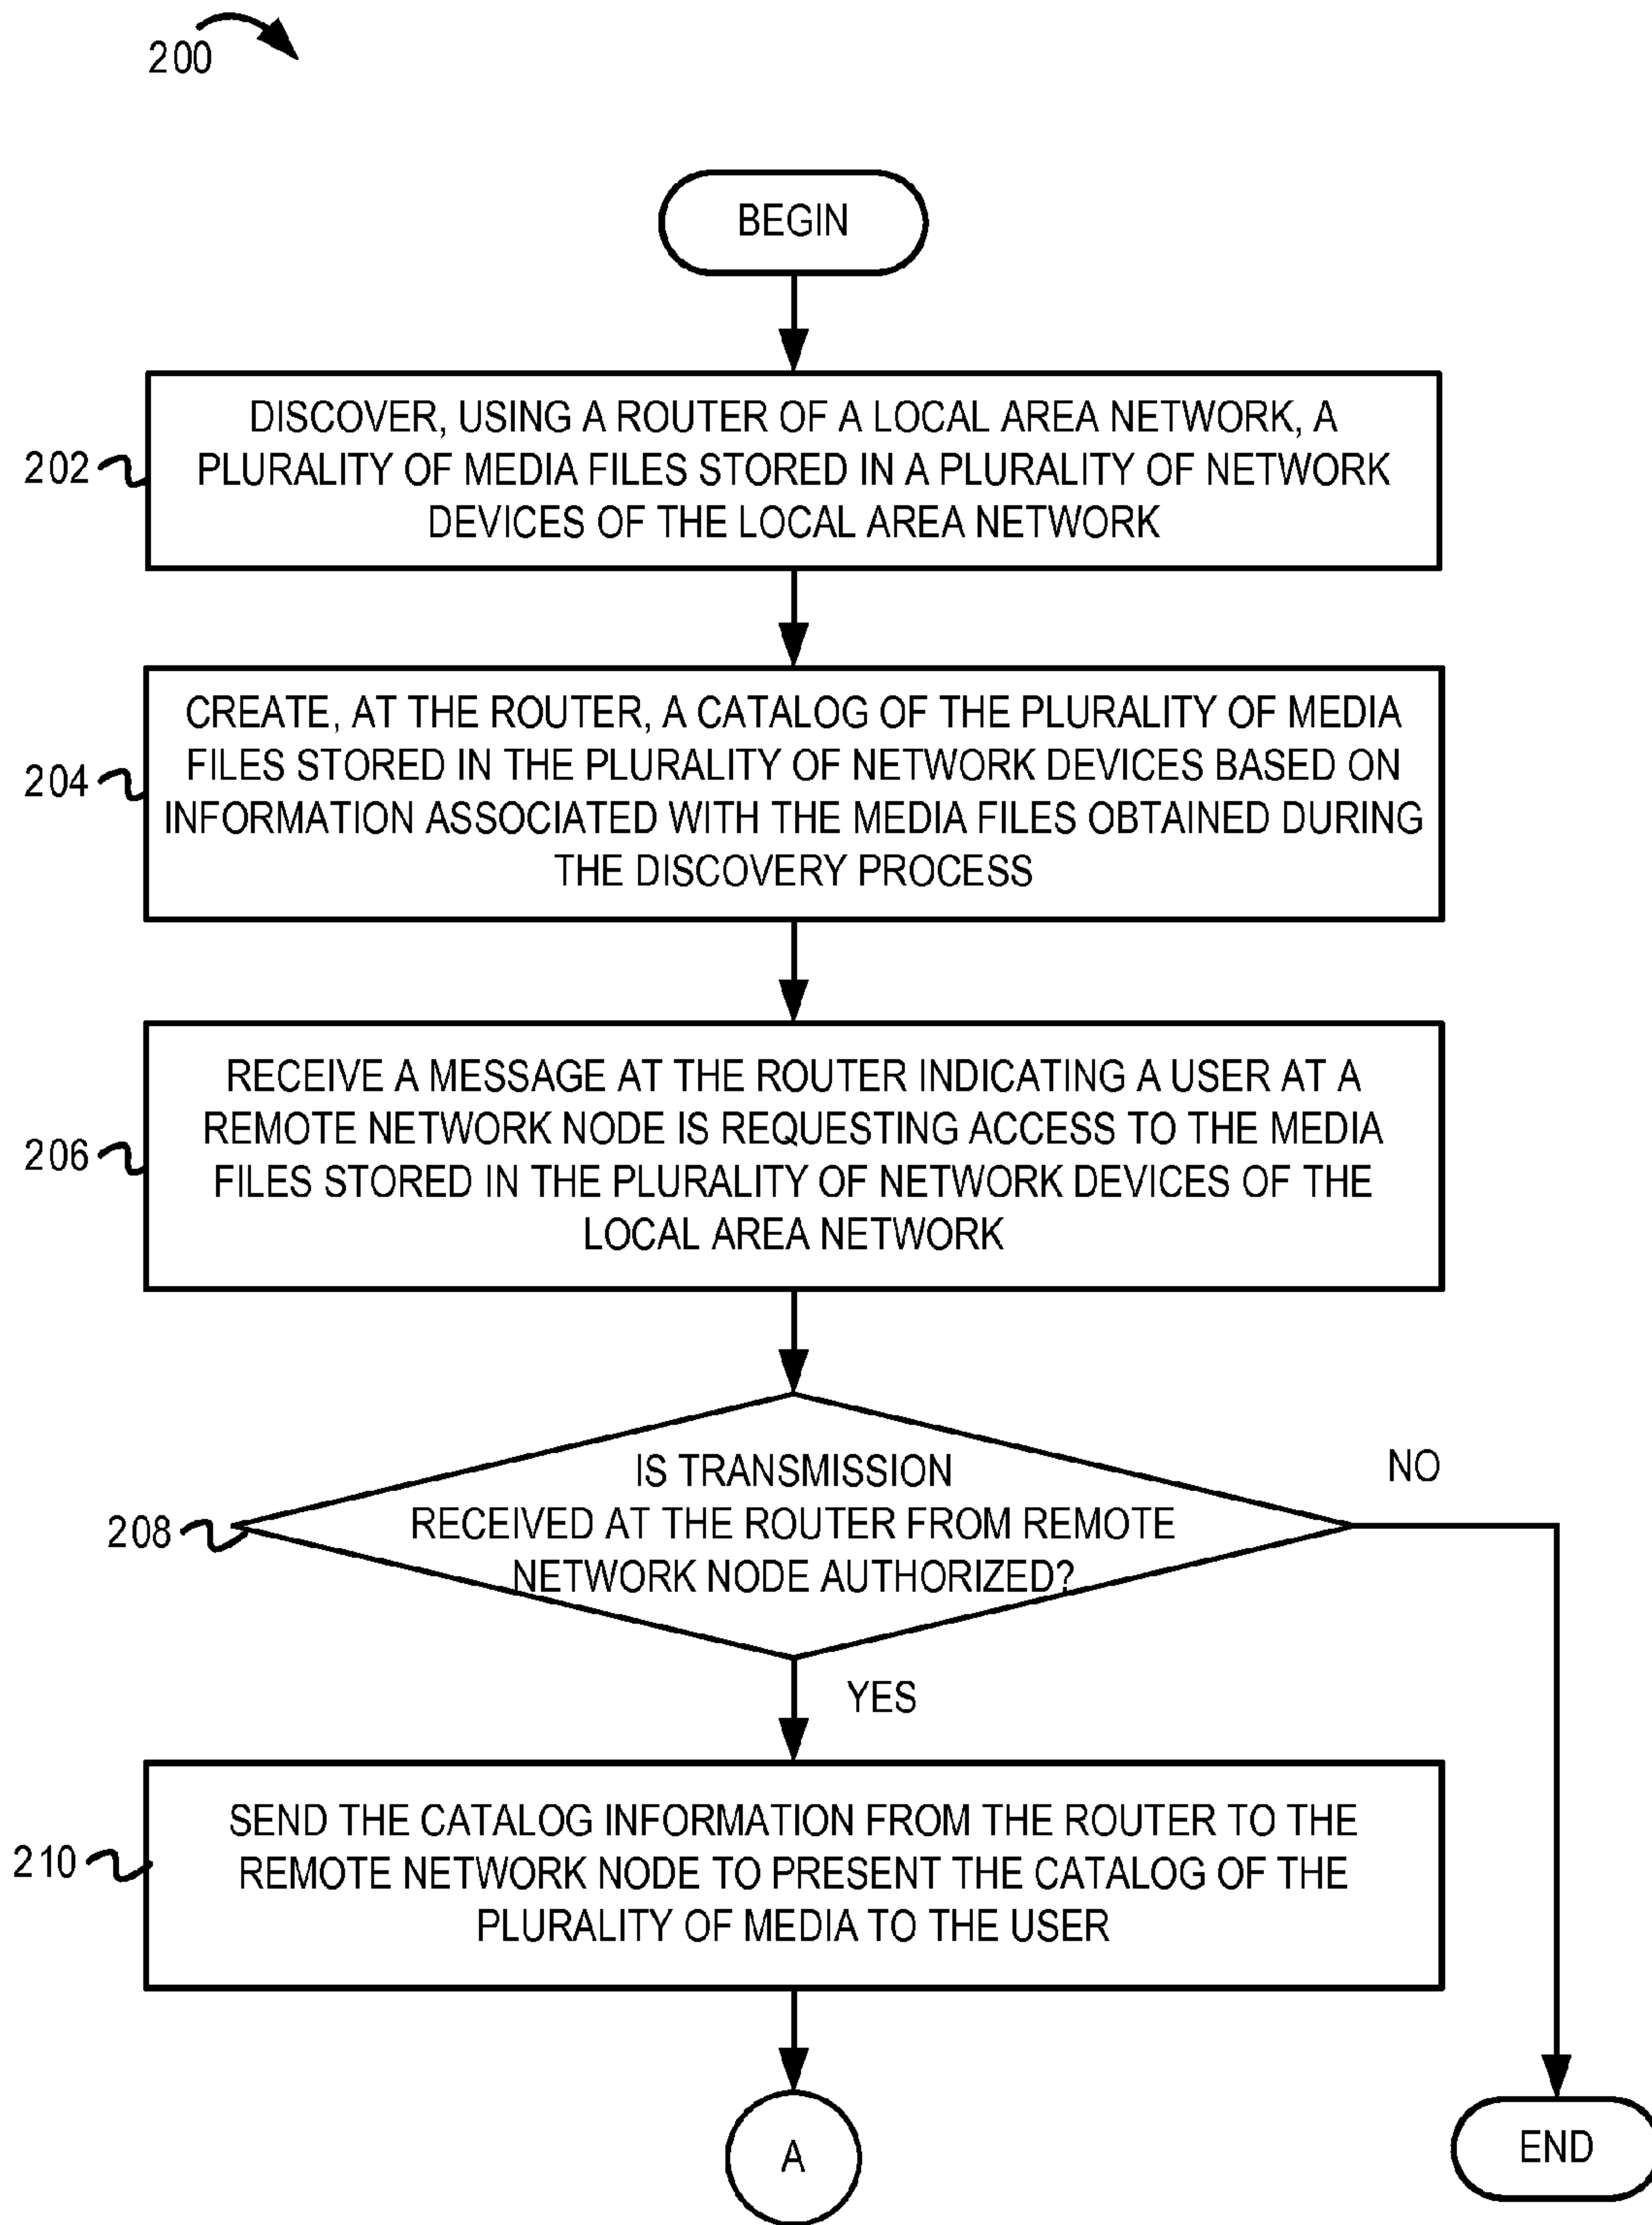 200
BEGIN
202
DISCOVER, USING A ROUTER OF A LOCAL AREA NETWORK, A
PLURALITY OF MEDIA FILES STORED IN A PLURALITY OF NETWORK
DEVICES OF THE LOCAL AREA NETWORK
204
CREATE, AT THE ROUTER, A CATALOG OF THE PLURALITY OF MEDIA
FILES STORED IN THE PLURALITY OF NETWORK DEVICES BASED ON
INFORMATION ASSOCIATED WITH THE MEDIA FILES OBTAINED DURING
THE DISCOVERY PROCESS
206
RECEIVE A MESSAGE AT THE ROUTER INDICATING A USER AT A
REMOTE NETWORK NODE IS REQUESTING ACCESS TO THE MEDIA
FILES STORED IN THE PLURALITY OF NETWORK DEVICES OF THE
LOCAL AREA NETWORK
208
IS TRANSMISSION
RECEIVED AT THE ROUTER FROM REMOTE
NETWORK NODE AUTHORIZED?
NO
YES
210
SEND THE CATALOG INFORMATION FROM THE ROUTER TO THE
REMOTE NETWORK NODE TO PRESENT THE CATALOG OF THE
PLURALITY OF MEDIA TO THE USER
A
END